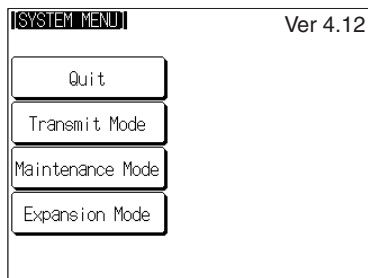 [SYSTEM MENU]
Ver 4.12
Quit
Transmit Mode
Maintenance Mode
Expansion Mode